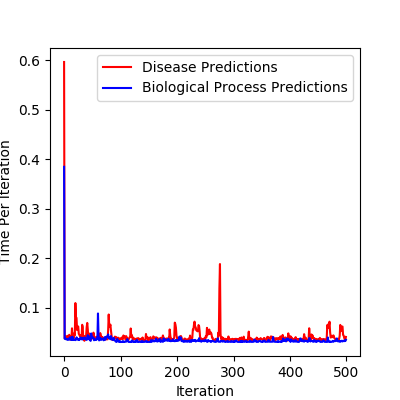 0.6
0.5
0.4
0.3
0.2
0.1
Time Per Iteration
Disease Predictions
Biological Process Predictions
0 100 200 300 400 500
Iteration